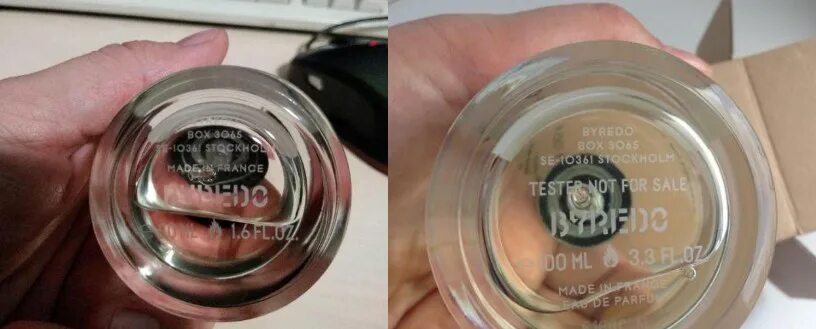 BOX 3065
SE-10361 STOCKHOLM
MADE IN FRANCE
BYREDO
1.6 FL.OZ.
BYREDO
BOX 3065
SE-10361 STOCKHOLM
TESTER NOT FOR SALE
BYREDO
100 ML 3.3 FL.OZ
MADE IN FRANCE
EAU DE PARFUM